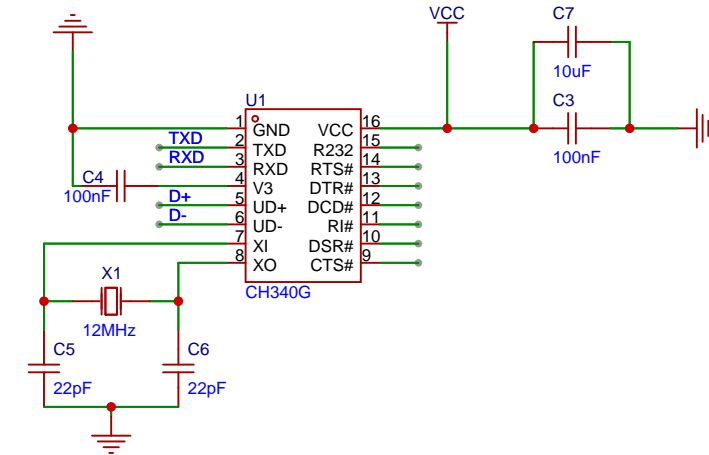 VCC
C7
10uF
U1
C3
100nF
1 GND VCC 16
TXD 2 TXD R232 15
RXD 3 RXD RTS# 14
C4
100nF
4 V3 DTR# 13
D+ 5 UD+ DCD# 12
D- 6 UD- RI# 11
7 XI DSR# 10
8 XO CTS# 9
CH340G
X1
12MHz
C5
22pF
C6
22pF